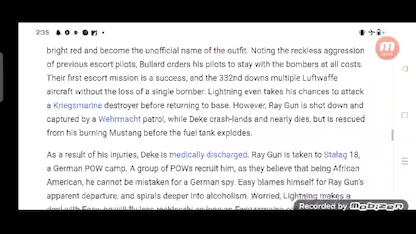 2:35
bright red and become the unofficial name of the outfit. Noting the reckless aggression
of previous escort pilots, Bullard orders his pilots to stay with the bombers at all costs.
Their first escort mission is a success, and the 332nd downs multiple Luftwaffe
aircraft without the loss of a single bomber. Lightning even takes his chances to attack
a Kriegsmarine destroyer before returning to base. However, Ray Gun is shot down and
captured by a Wehrmacht patrol, while Deke crash-lands and nearly dies, but is rescued
from his burning Mustang before the fuel tank explodes.
As a result of his injuries, Deke is medically discharged. Ray Gun is taken to Stalag 18,
a German POW camp. A group of POWs recruit him, as they believe that being African
American, he cannot be mistaken for a German spy. Easy blames himself for Ray Gun's
apparent departure, and spirals deeper into alcoholism. Worried, Lightning makes a
Recorded by Mobizen